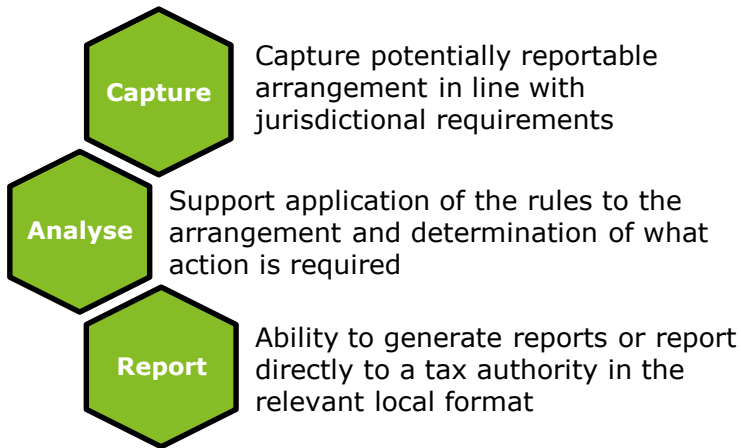 Capture
Capture potentially reportable
arrangement in line with
jurisdictional requirements
Analyse
Support application of the rules to the
arrangement and determination of what
action is required
Report
Ability to generate reports or report
directly to a tax authority in the
relevant local format